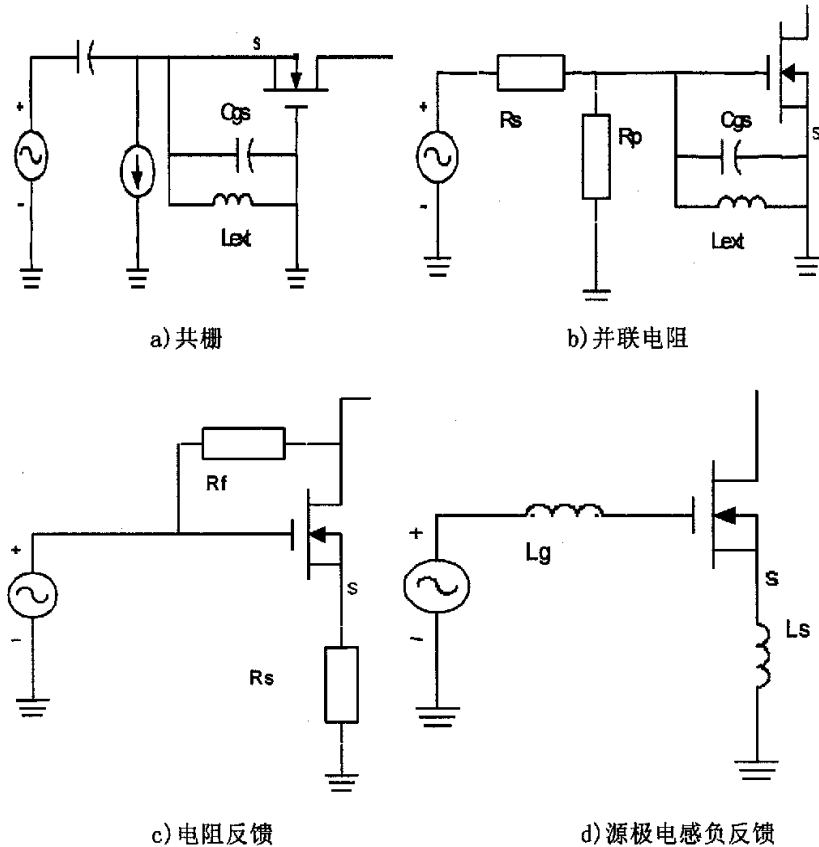 s
+
-
Cgs
Lext
a)共栅
+
-
Rs
Rp
Cgs
s
Lext
b)并联电阻
Rf
+
-
s
Rs
c)电阻反馈
+
-
Lg
s
Ls
d)源极电感负反馈